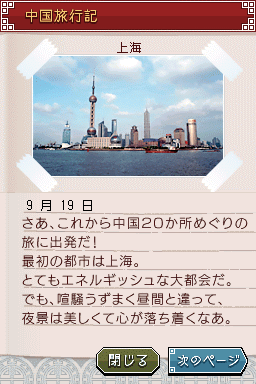 中国旅行記
上海
9月19日
さあ、これから中国20か所めぐりの
旅に出発だ!
最初の都市は上海。
とてもエネルギッシュな大都会だ。
でも、喧騒うずまく昼間と違って、
夜景は美しくて心が落ち着くなあ。
閉じる
次のページ